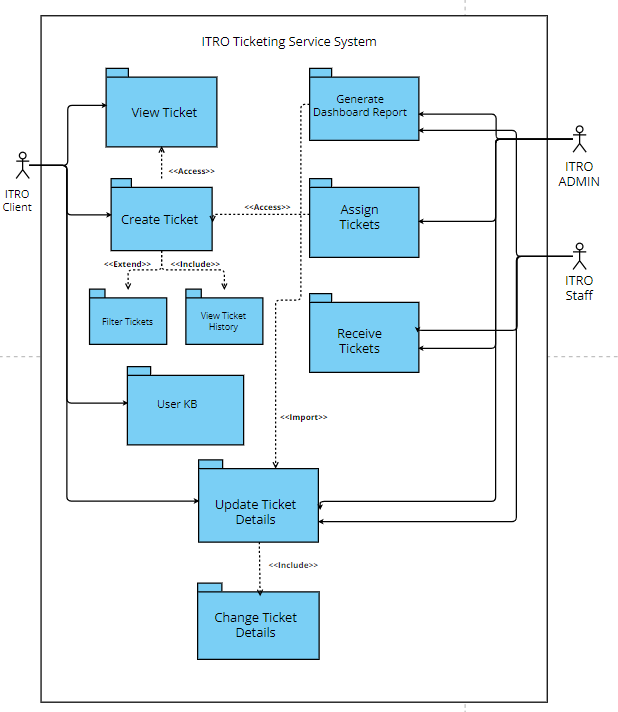 ITRO Ticketing Service System
View Ticket
Generate
Dashboard Report
<<Access>>
ITRO
Client
ITRO
ADMIN
Create Ticket
<<Access>>
Assign
Tickets
<<Extend>>
<<Include>>
ITRO
Staff
Filter Tickets
View Ticket
History
Receive
Tickets
User KB
<<Import>>
Update Ticket
Details
<<Include>>
Change Ticket
Details